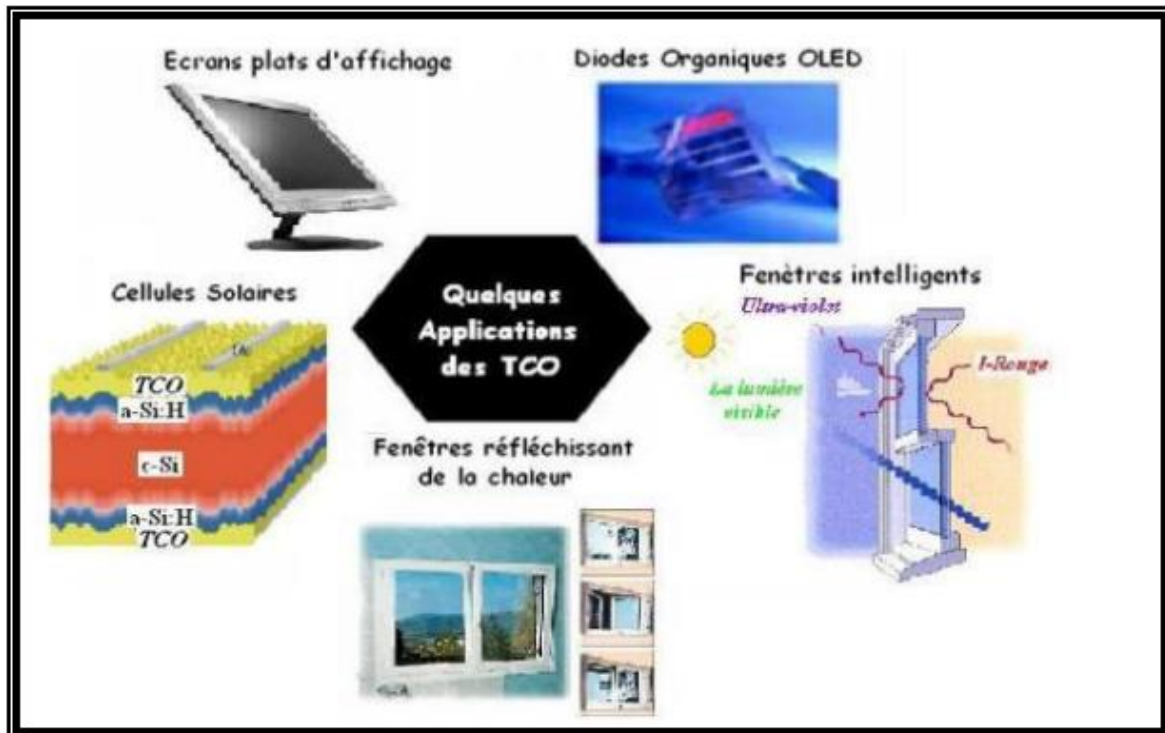 Ecrans plats d'affichage
Diodes Organiques OLED
Cellules Solaires
TCO
a-Si:H
c-Si
a-Si:H
TCO
Quelques
Applications
des TCO
Fenètres intelligents
Ultra-violet
I-Rouge
La lumière
visible
Fenêtres réfléchissant
de la chaleur